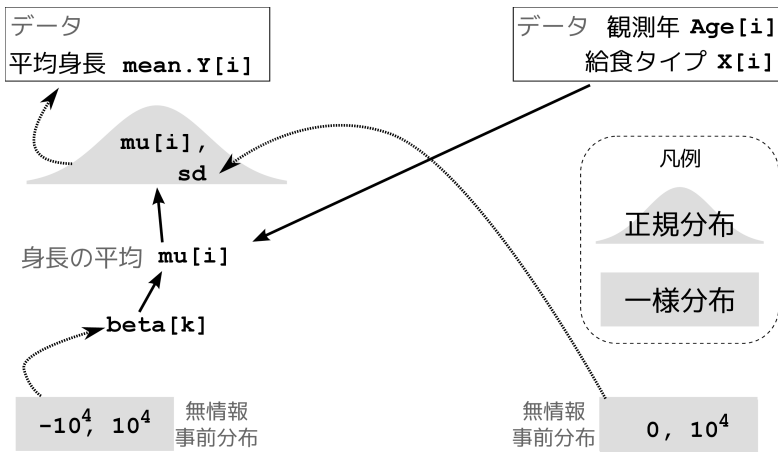 データ
平均身長 mean.Y[i]
データ 観測年 Age[i]
給食タイプ X[i]
mu[i],
sd
凡例
正規分布
一様分布
身長の平均 mu[i]
beta[k]
-10⁴, 10⁴
無情報
事前分布
無情報
事前分布
0, 10⁴